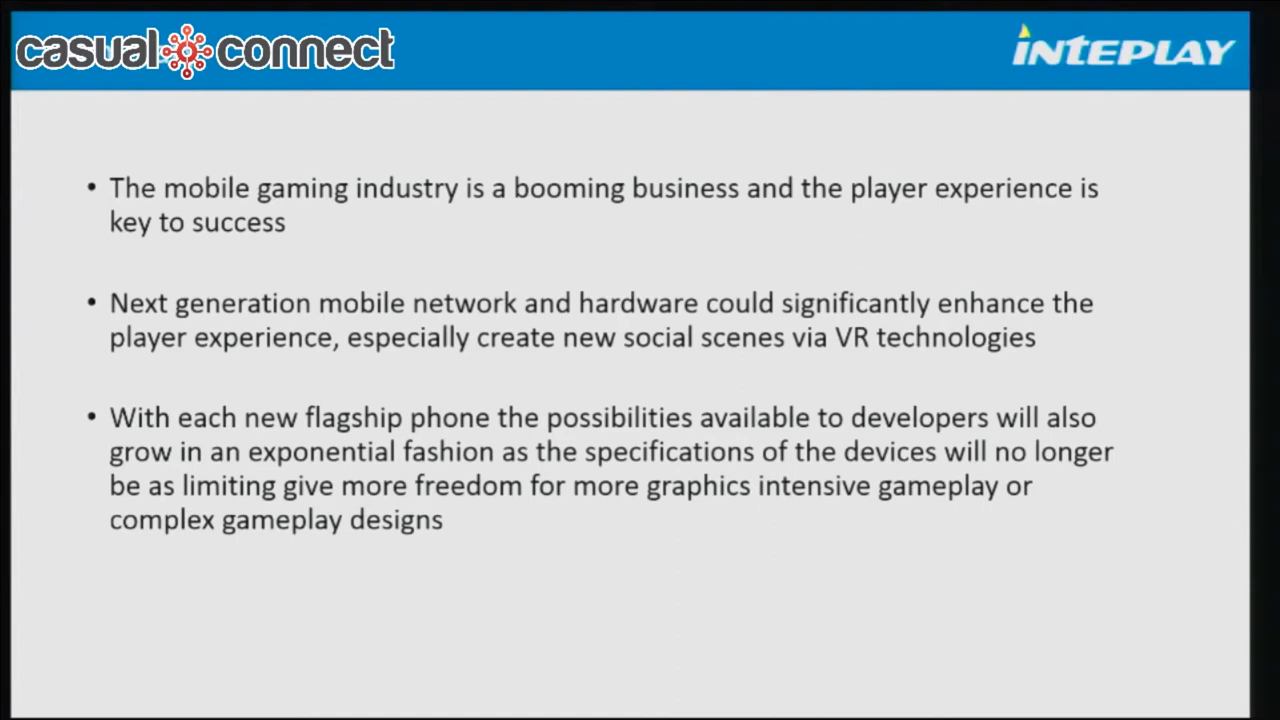 casual connect
INTEPLAY
• The mobile gaming industry is a booming business and the player experience is
key to success
• Next generation mobile network and hardware could significantly enhance the
player experience, especially create new social scenes via VR technologies
• With each new flagship phone the possibilities available to developers will also
grow in an exponential fashion as the specifications of the devices will no longer
be as limiting give more freedom for more graphics intensive gameplay or
complex gameplay designs